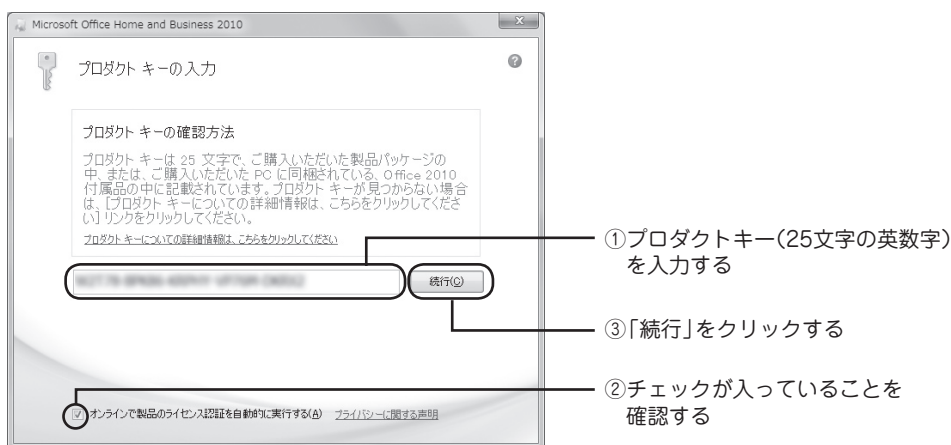 Microsoft Office Home and Business 2010
プロダクト キーの入力
プロダクト キーの確認方法
プロダクト キーは 25 文字で、ご購入いただいた製品パッケージの
中、または、ご購入いただいた PC に同梱されている、Office 2010
付属品の中に記載されています。プロダクト キーが見つからない場合
は、[プロダクト キーについての詳細情報は、こちらをクリックしてくださ
い] リンクをクリックしてください。
プロダクト キーについての詳細情報は、こちらをクリックしてください
続行(C)
オンラインで製品のライセンス認証を自動的に実行する(A) プライバシーに関する声明
①プロダクトキー(25文字の英数字)
を入力する
③「続行」をクリックする
②チェックが入っていることを
確認する